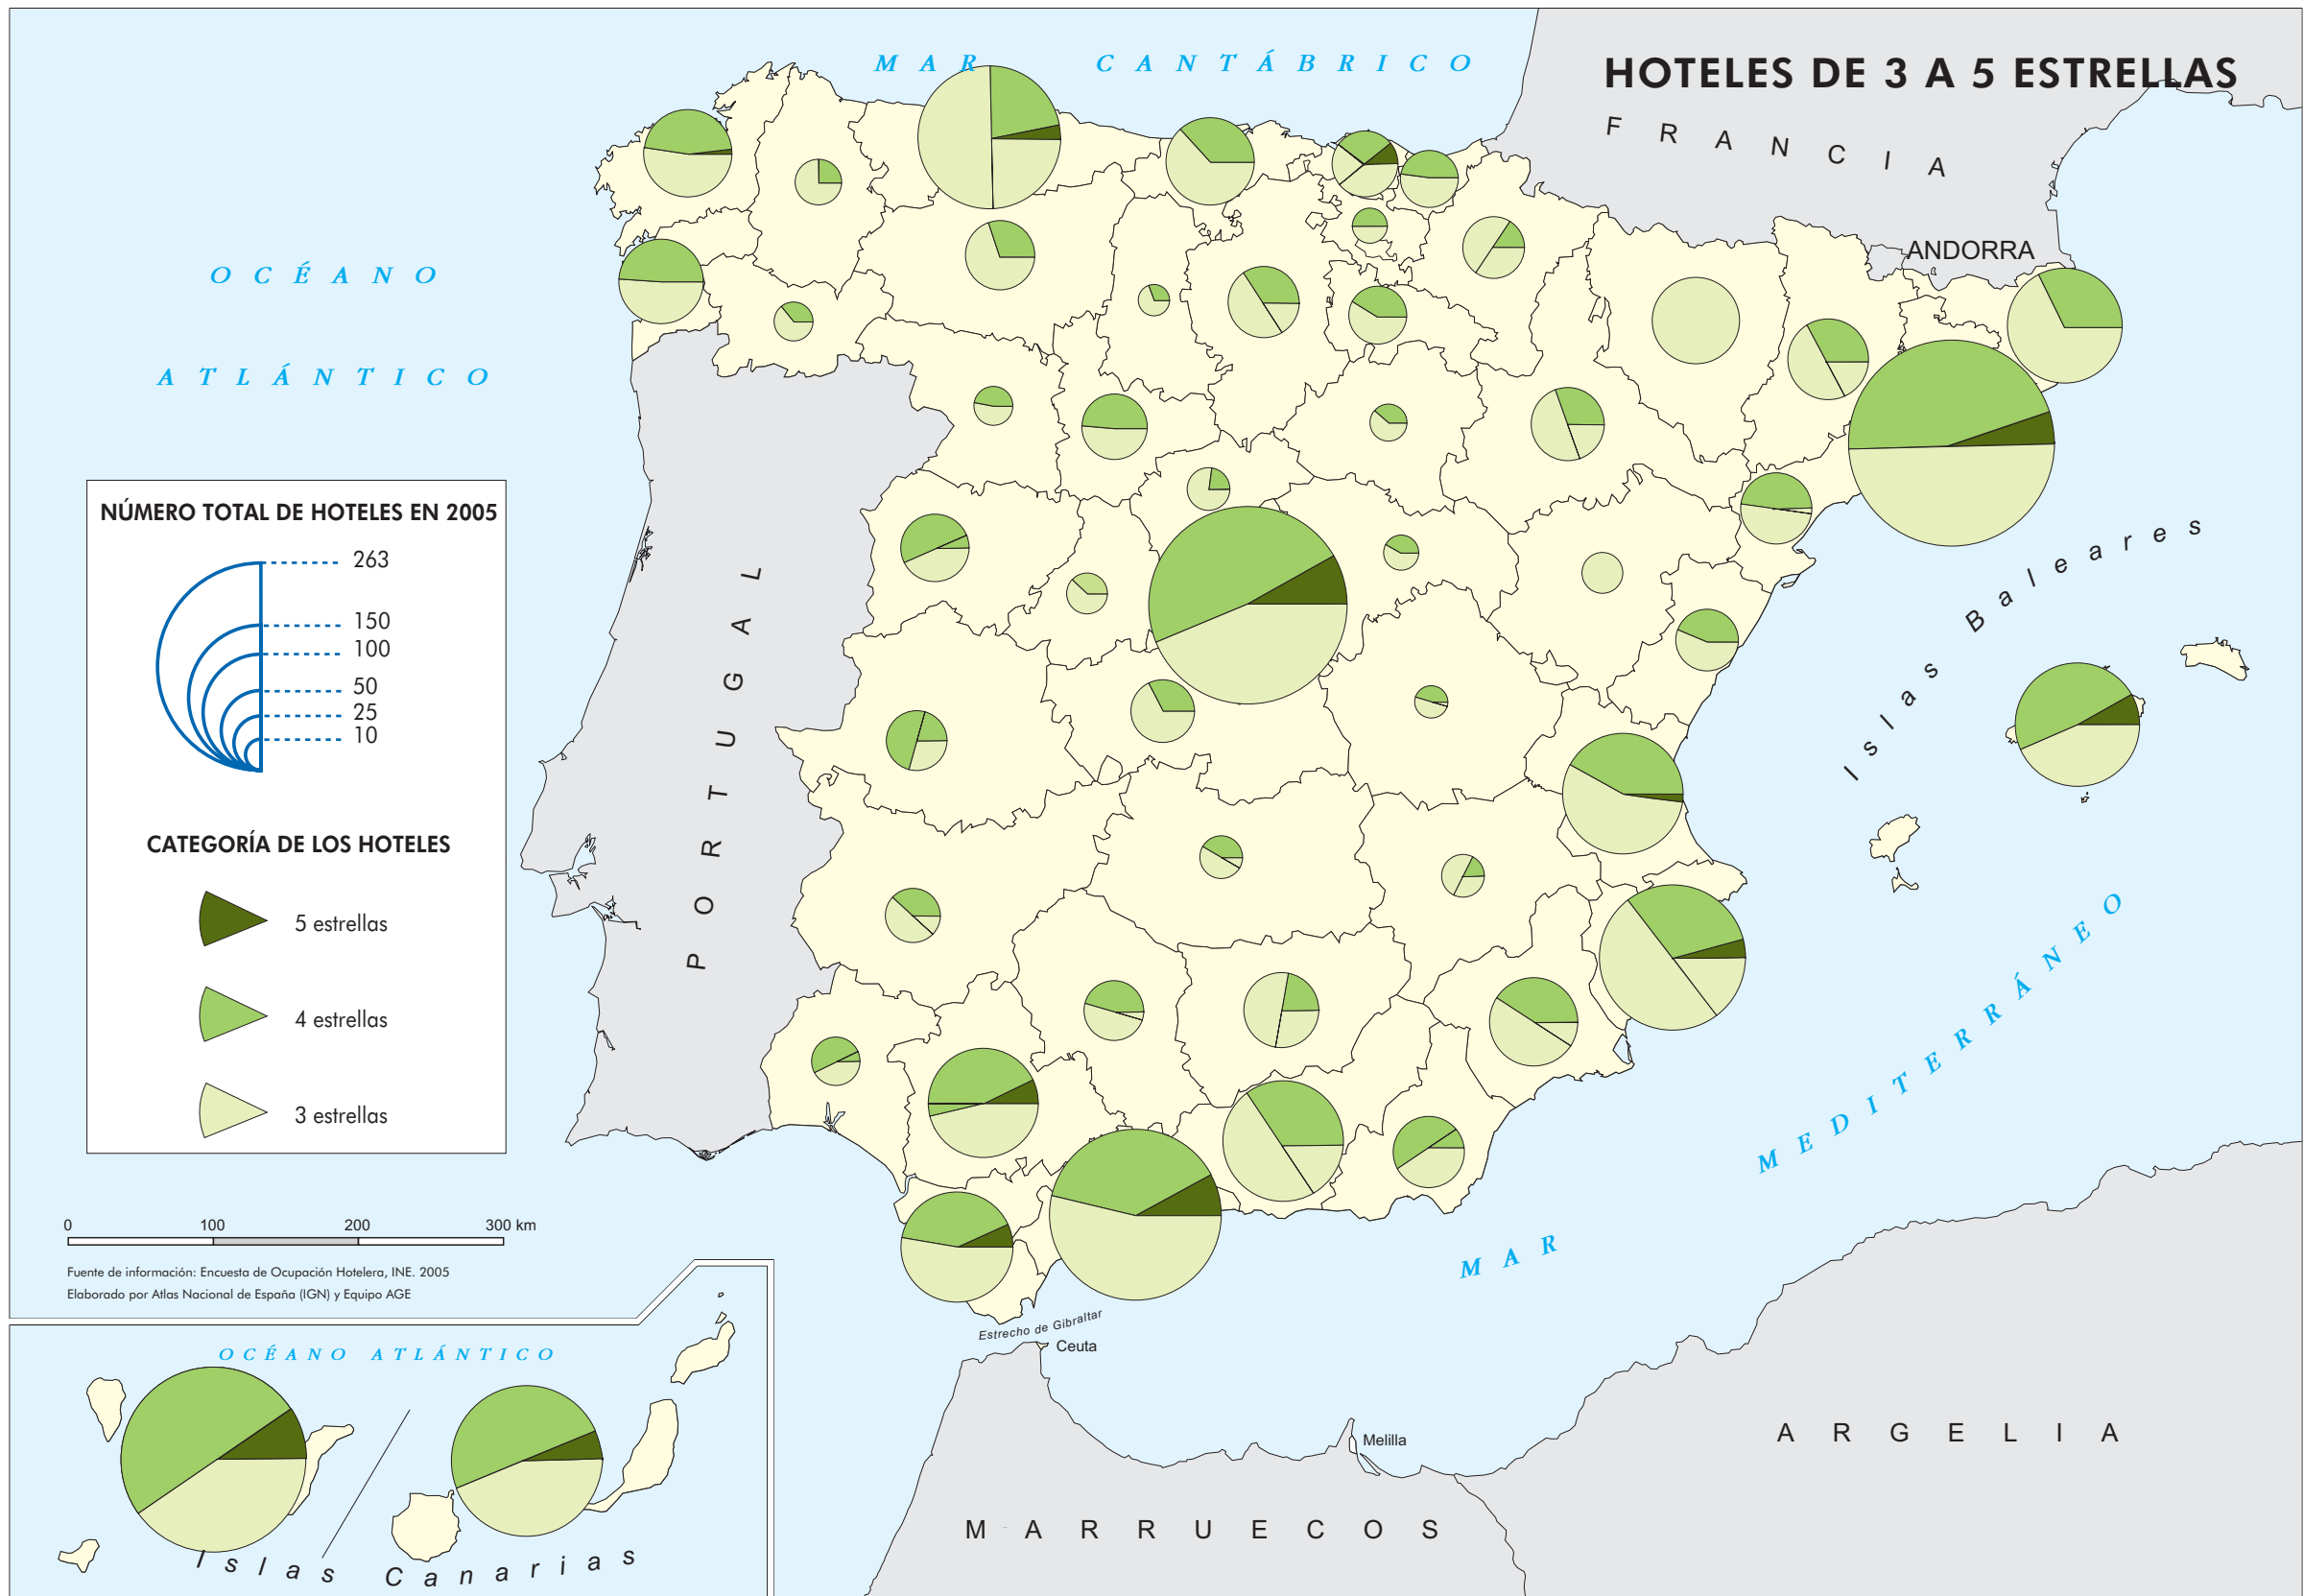 HOTELES DE 3 A 5 ESTRELLAS
MAR CANTÁBRICO
FRANCIA
ANDORRA
OCÉANO
ATLÁNTICO
PORTUGAL
Islas Baleares
MAR MEDITERRÁNEO
NÚMERO TOTAL DE HOTELES EN 2005
263
150
100
50
25
10
CATEGORÍA DE LOS HOTELES
5 estrellas
4 estrellas
3 estrellas
0 100 200 300 km
Fuente de información: Encuesta de Ocupación Hotelera, INE. 2005
Elaborado por Atlas Nacional de España (IGN) y Equipo AGE
Estrecho de Gibraltar
Ceuta
Melilla
OCÉANO ATLÁNTICO
Islas Canarias
MARRUECOS
ARGELIA